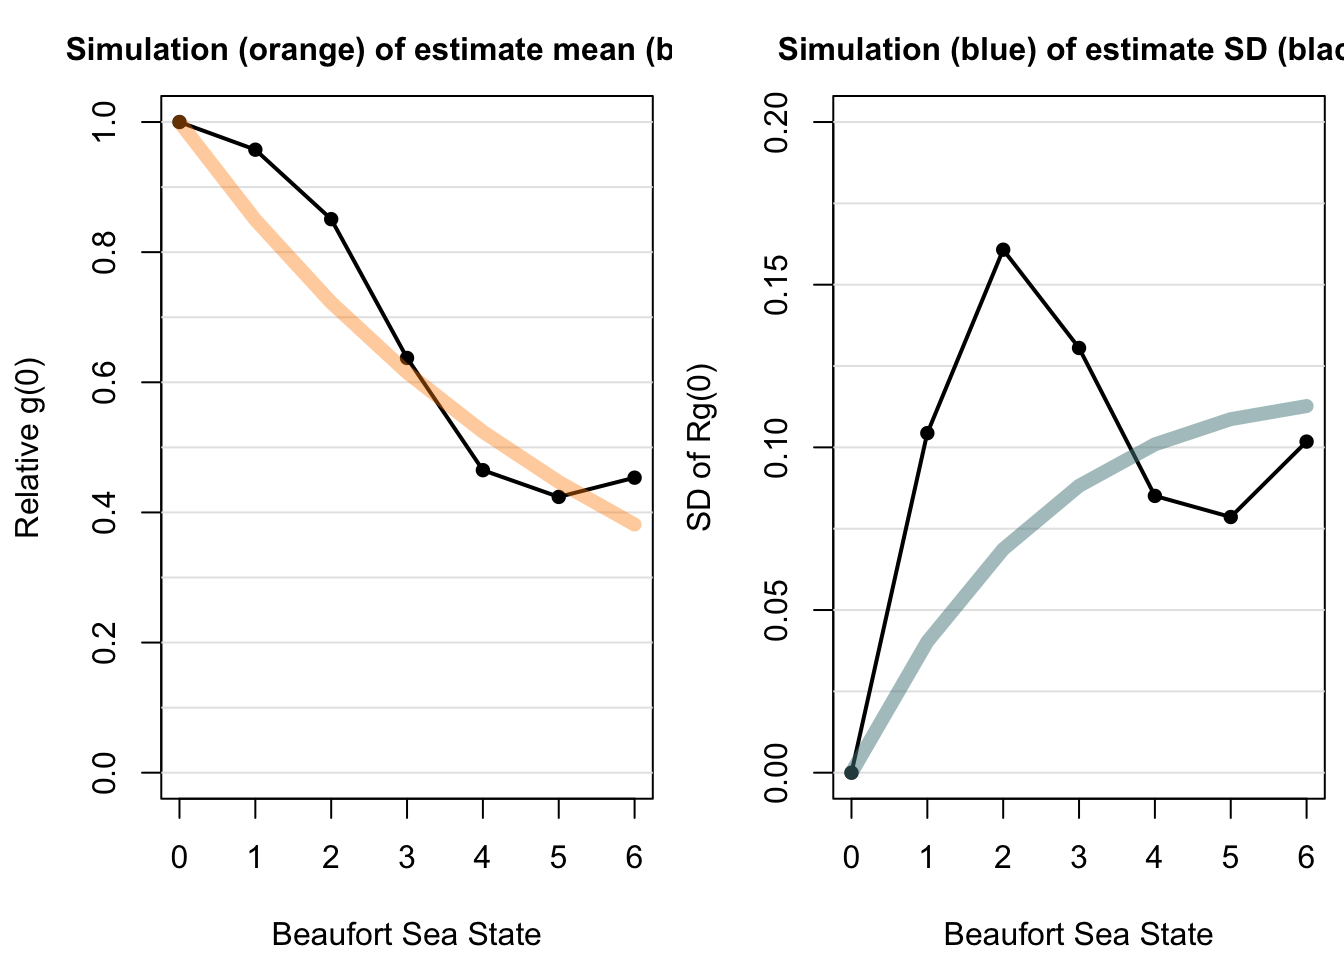 Simulation (orange) of estimate mean (b
Relative g(0)
1.0
0.8
0.6
0.4
0.2
0.0
0 1 2 3 4 5 6
Beaufort Sea State
Simulation (blue) of estimate SD (blac
SD of Rg(0)
0.20
0.15
0.10
0.05
0.00
0 1 2 3 4 5 6
Beaufort Sea State